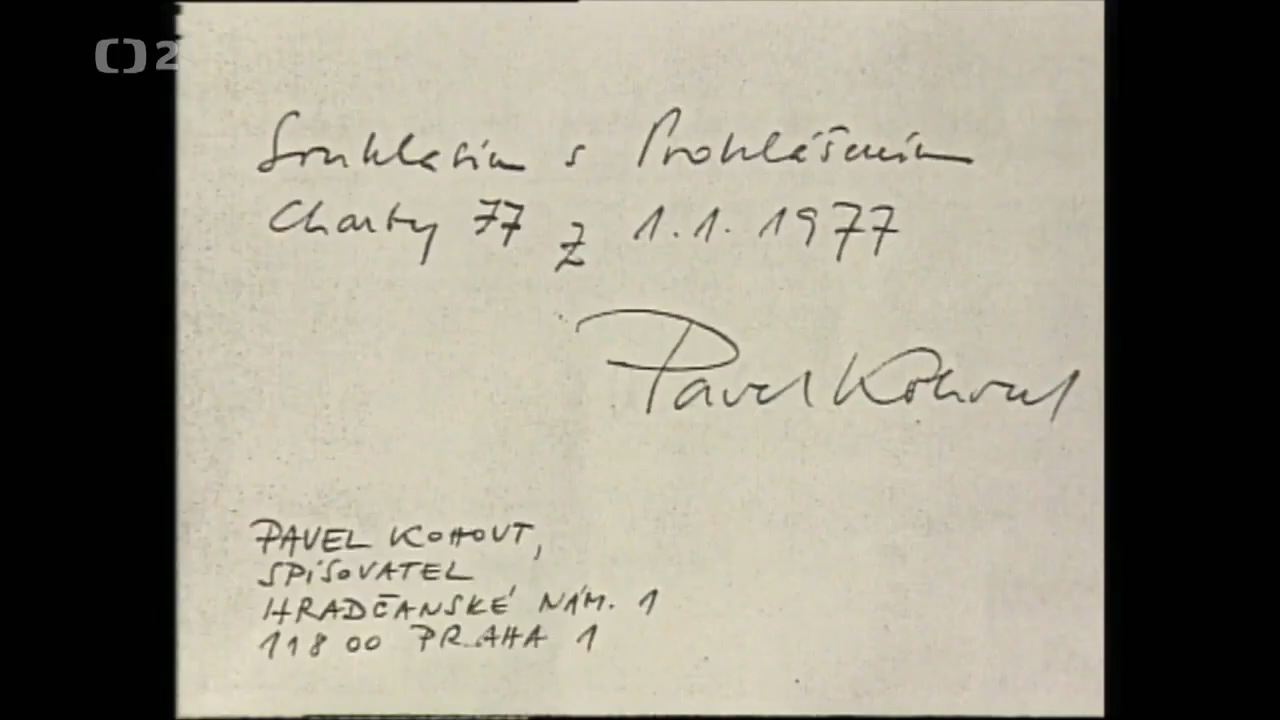 2
Souhlasím s Prohlášením
Charty 77 z 1.1.1977
Pavel Kohout
PAVEL KOHOUT,
SPISOVATEL
HRADČANSKÉ NÁM. 1
118 00 PRAHA 1